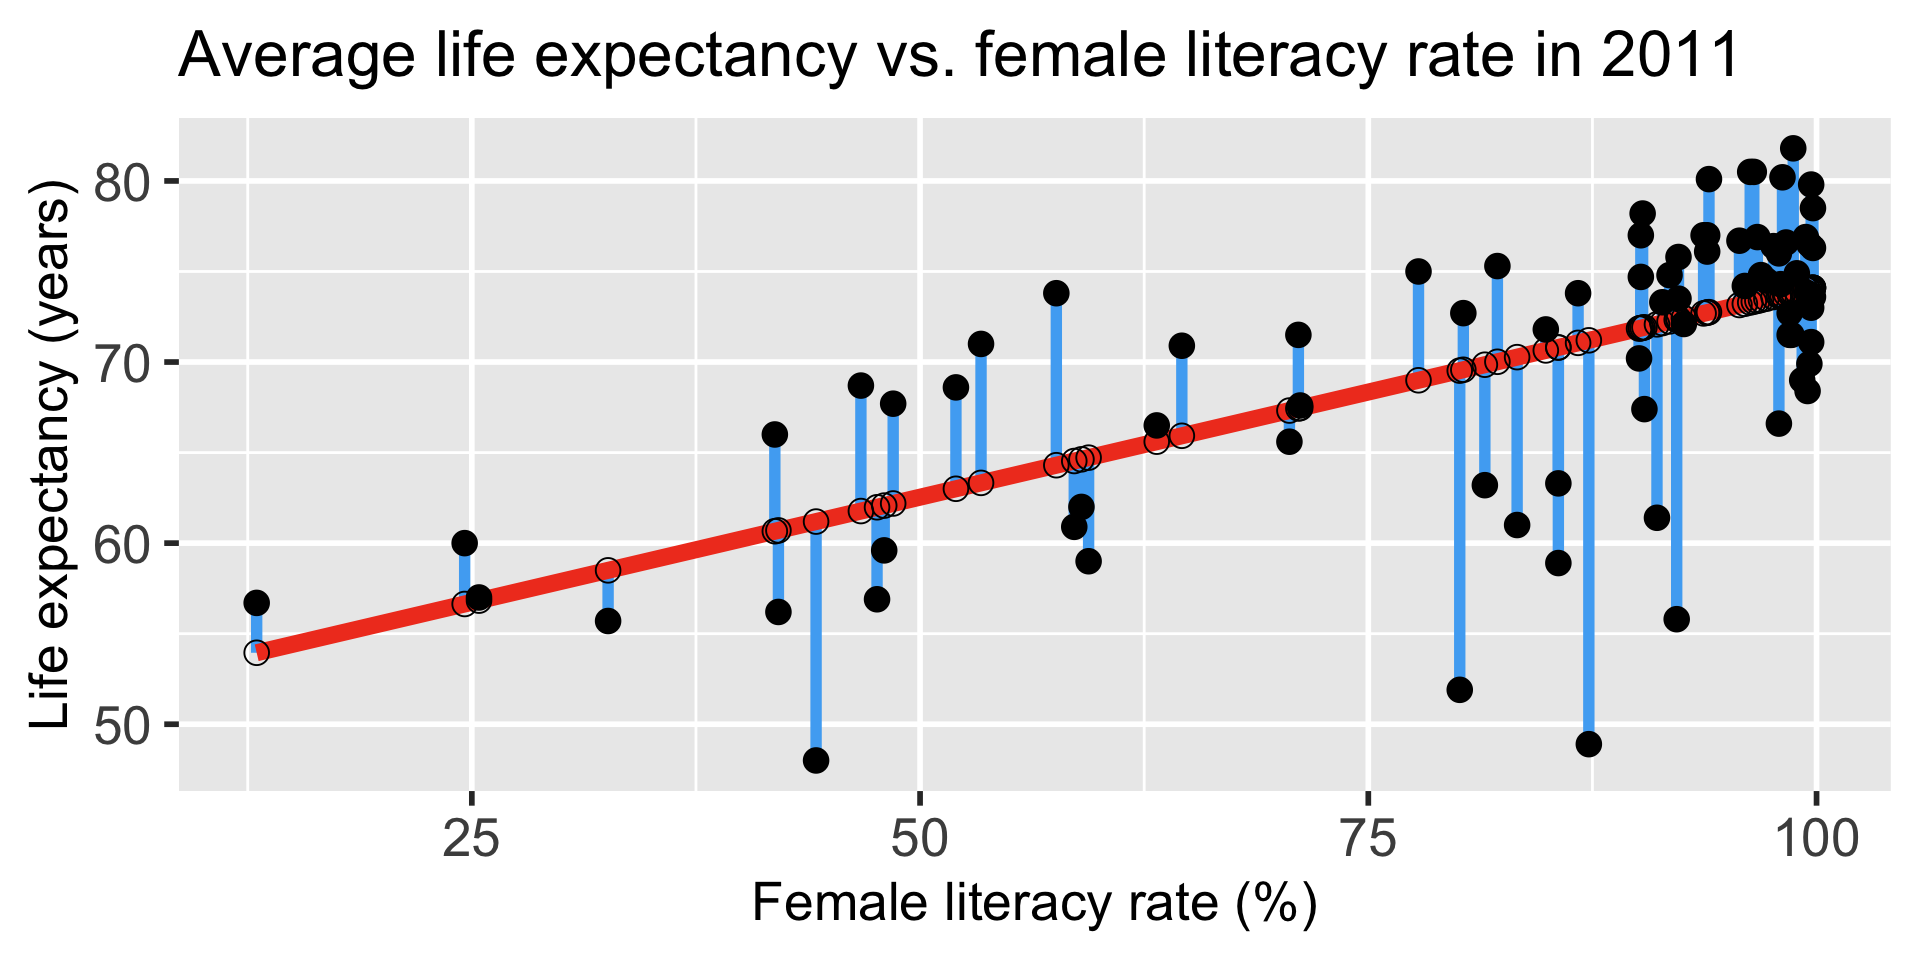 Average life expectancy vs. female literacy rate in 2011
Life expectancy (years)
80
70
60
50
25 50 75 100
Female literacy rate (%)